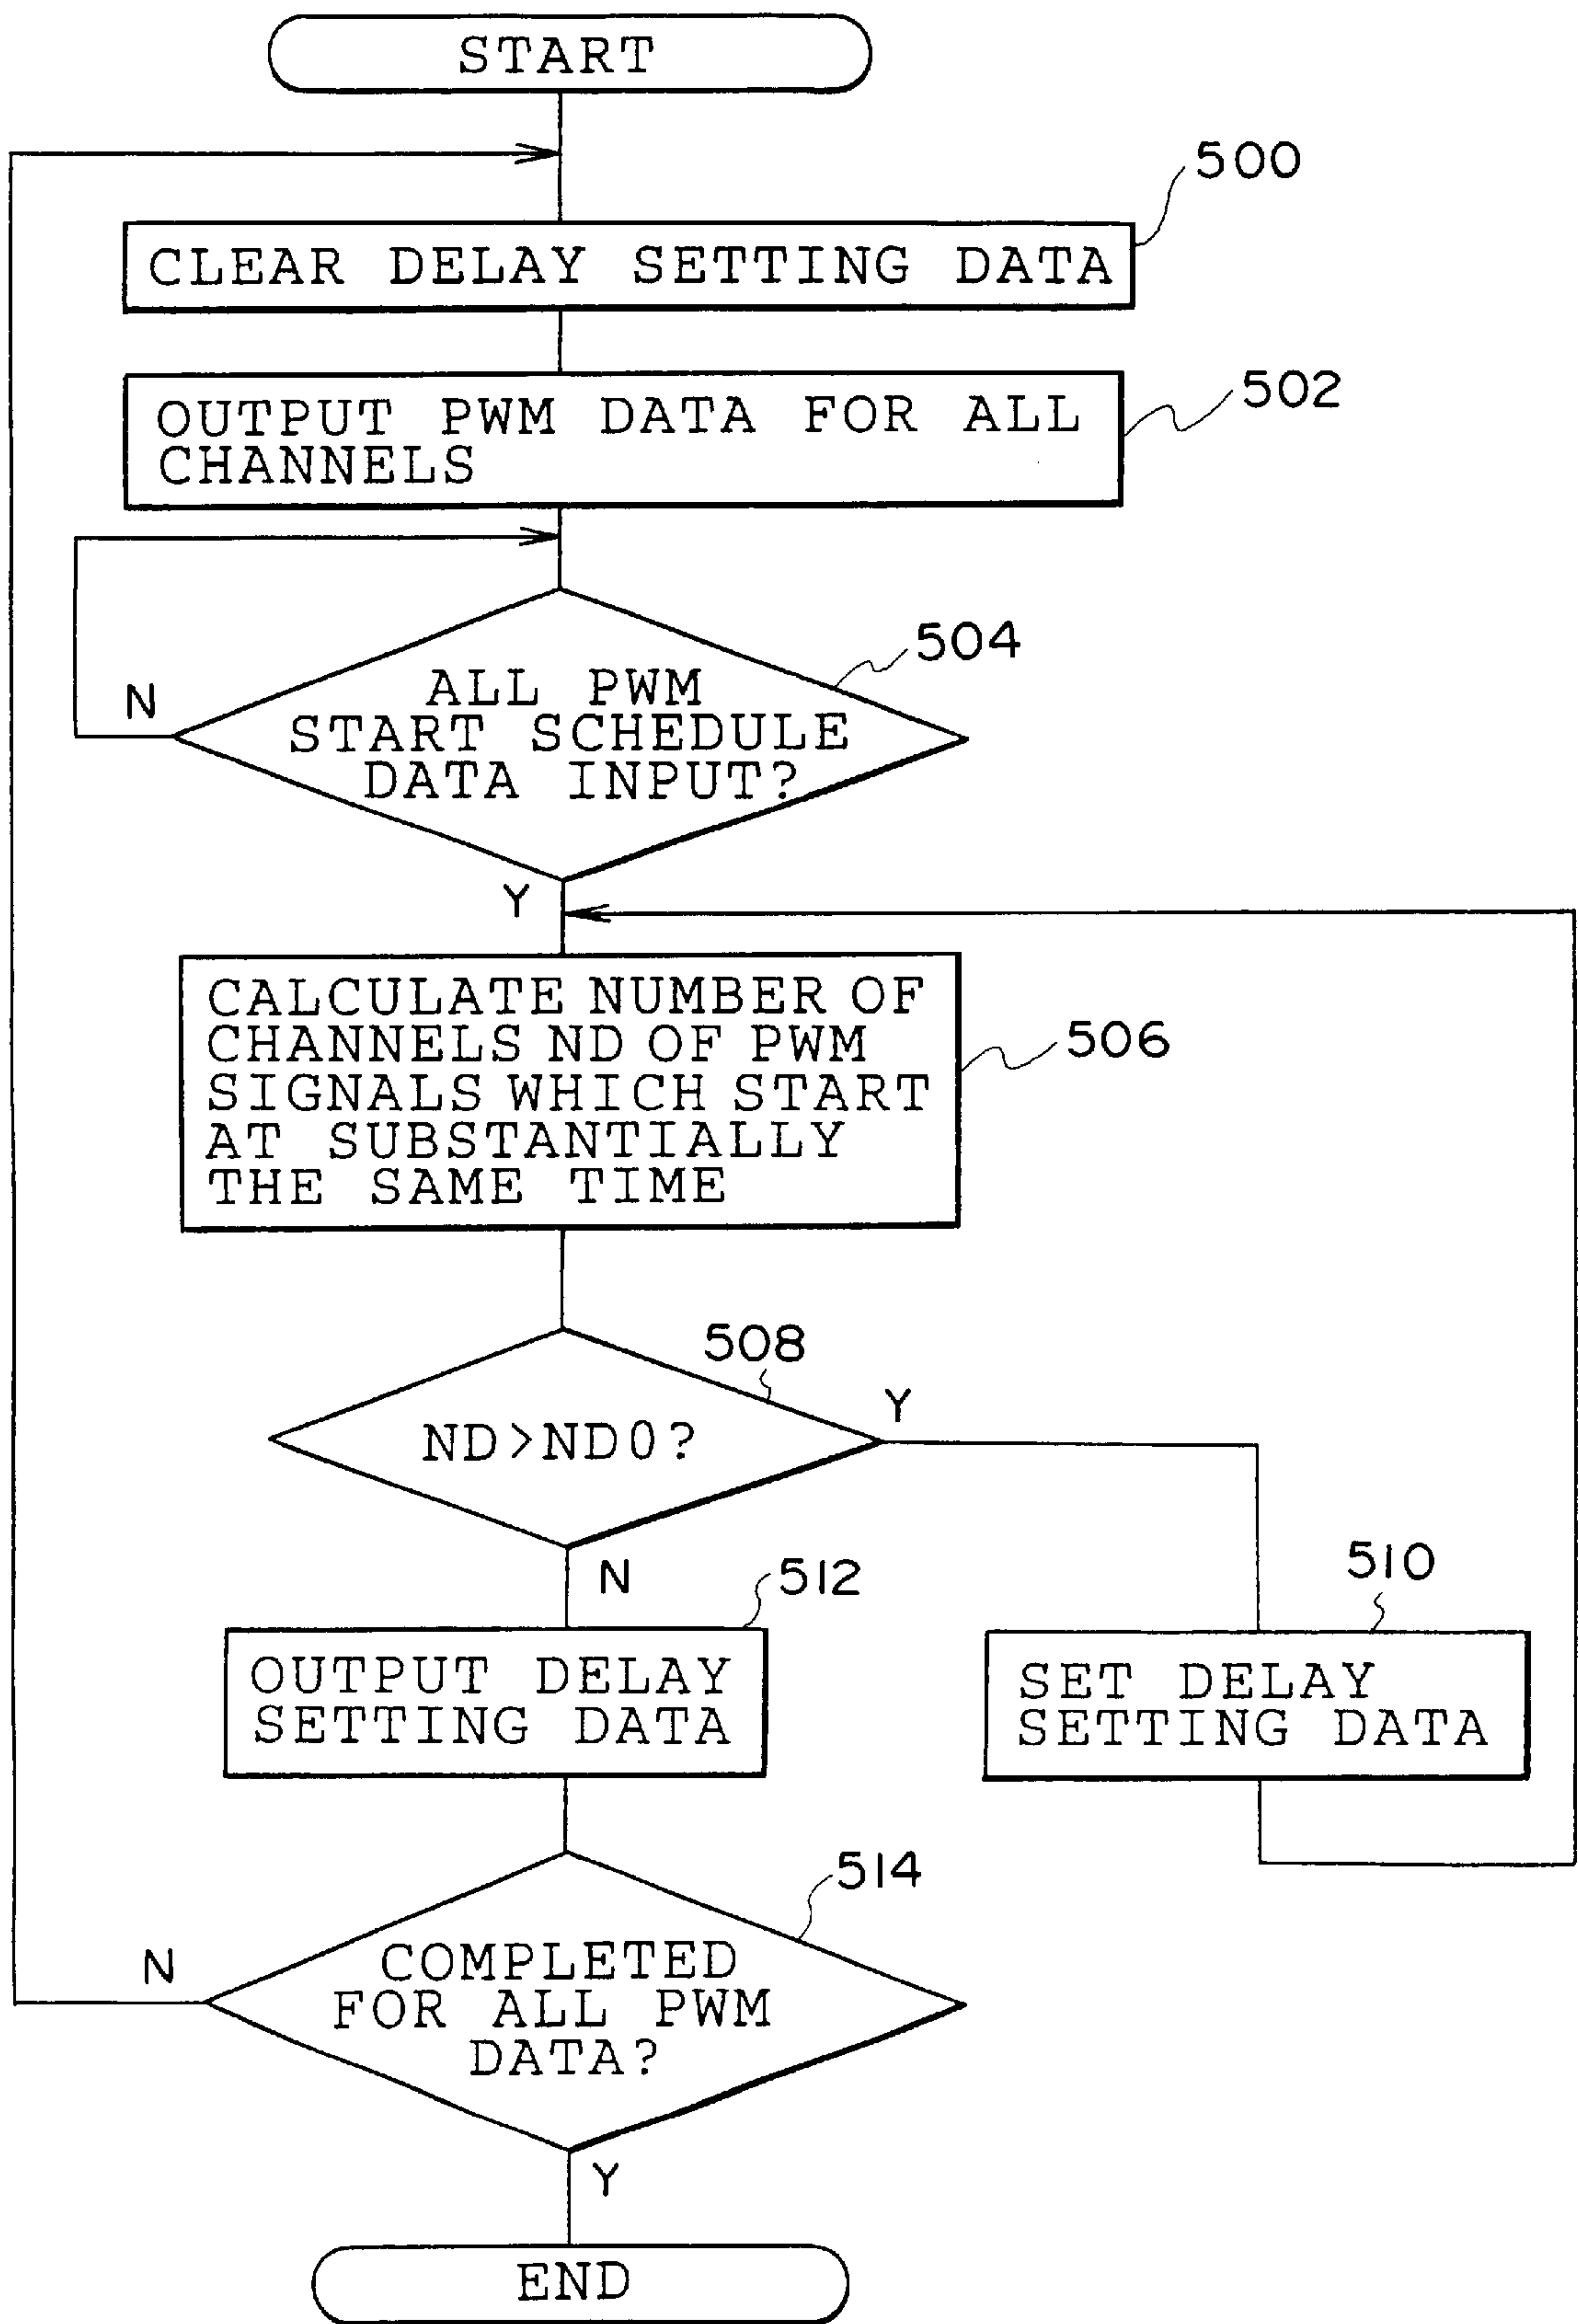 START
500
CLEAR DELAY SETTING DATA
502
OUTPUT PWM DATA FOR ALL
CHANNELS
504
ALL PWM
START SCHEDULE
DATA INPUT?
N
Y
CALCULATE NUMBER OF
CHANNELS ND OF PWM
SIGNALS WHICH START
AT SUBSTANTIALLY
THE SAME TIME
506
508
ND>ND0?
Y
N
510
SET DELAY
SETTING DATA
512
OUTPUT DELAY
SETTING DATA
514
COMPLETED
FOR ALL PWM
DATA?
N
Y
END